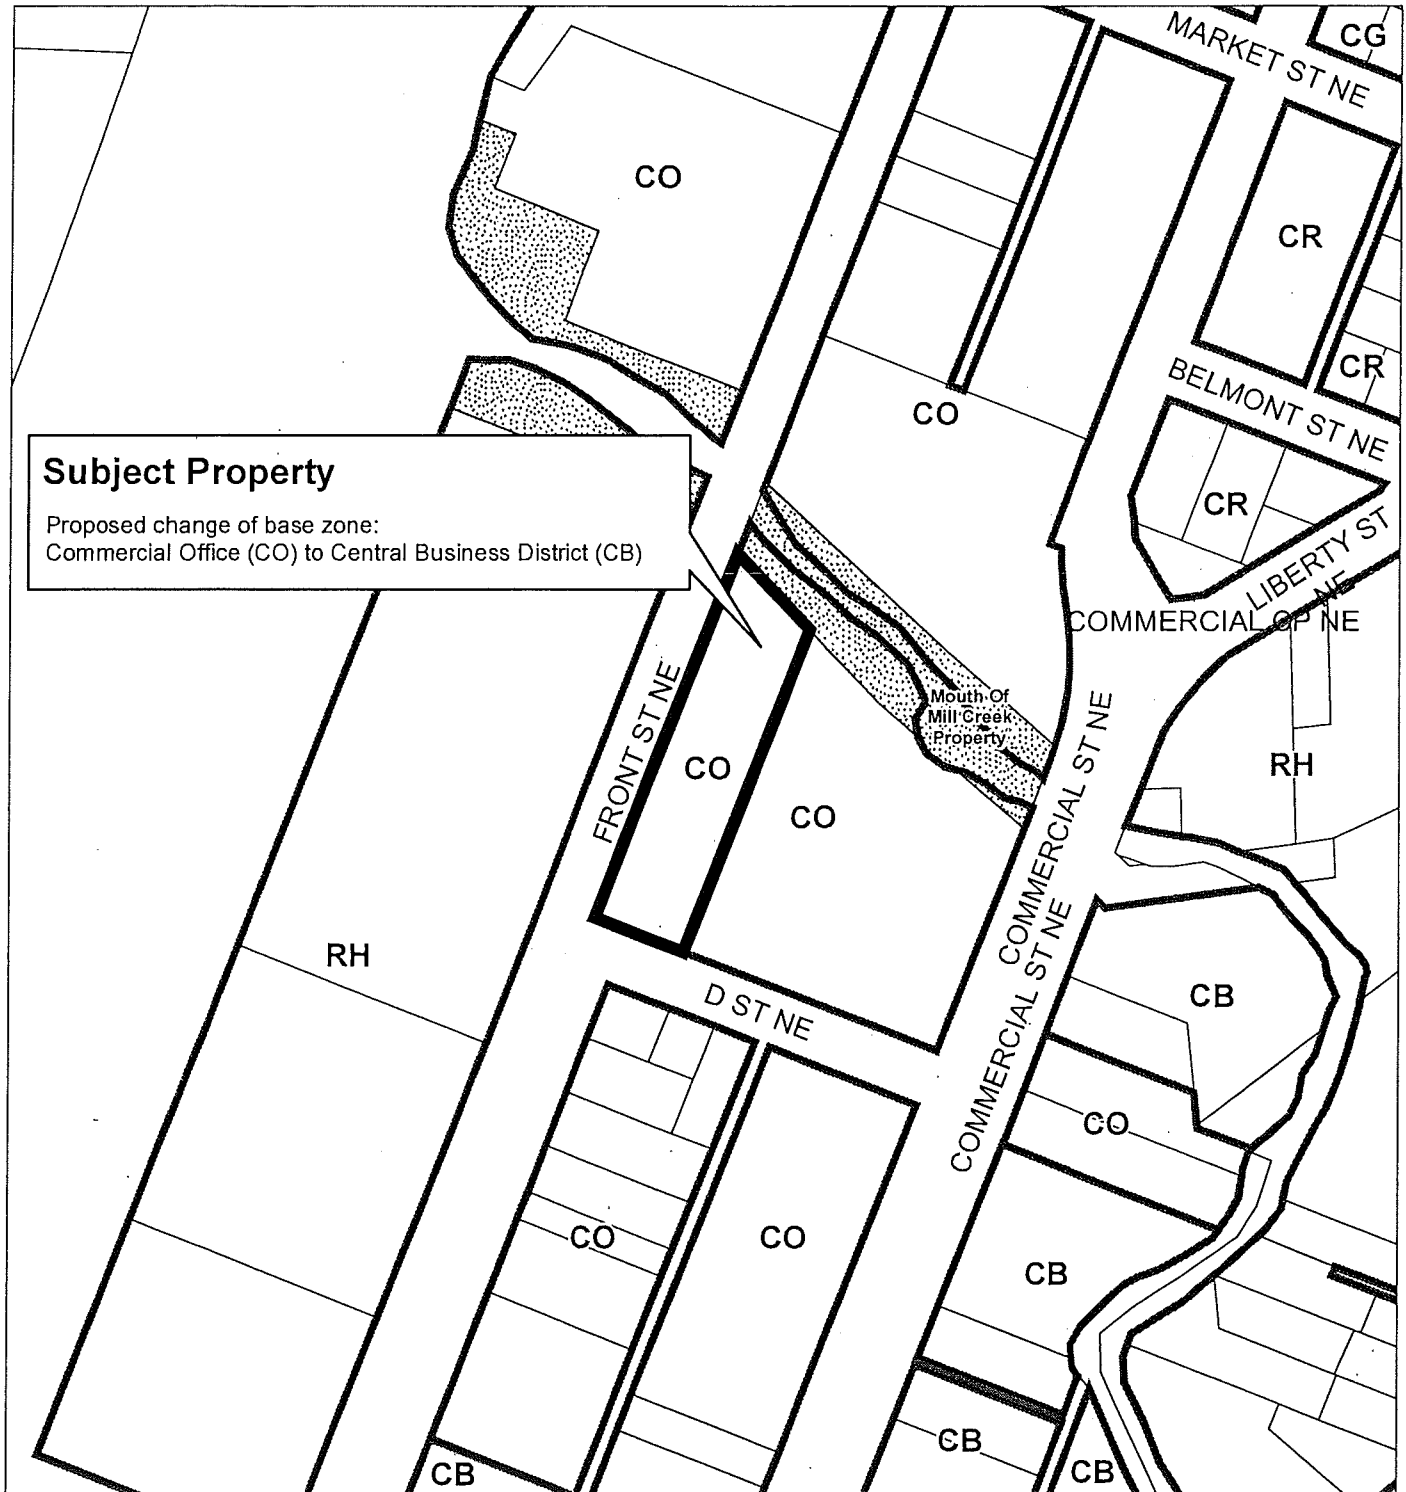 MARKET ST NE
CG
CO
CR
CR
BELMONT ST NE
CO
Subject Property
Proposed change of base zone:
Commercial Office (CO) to Central Business District (CB)
CR
LIBERTY ST
NE
COMMERCIAL CP NE
Mouth Of
Mill Creek
Property
FRONT ST NE
CO
COMMERCIAL ST NE
RH
CO
COMMERCIAL ST NE
RH
CB
D ST NE
CO
CO
CO
CB
CB
CB
CB